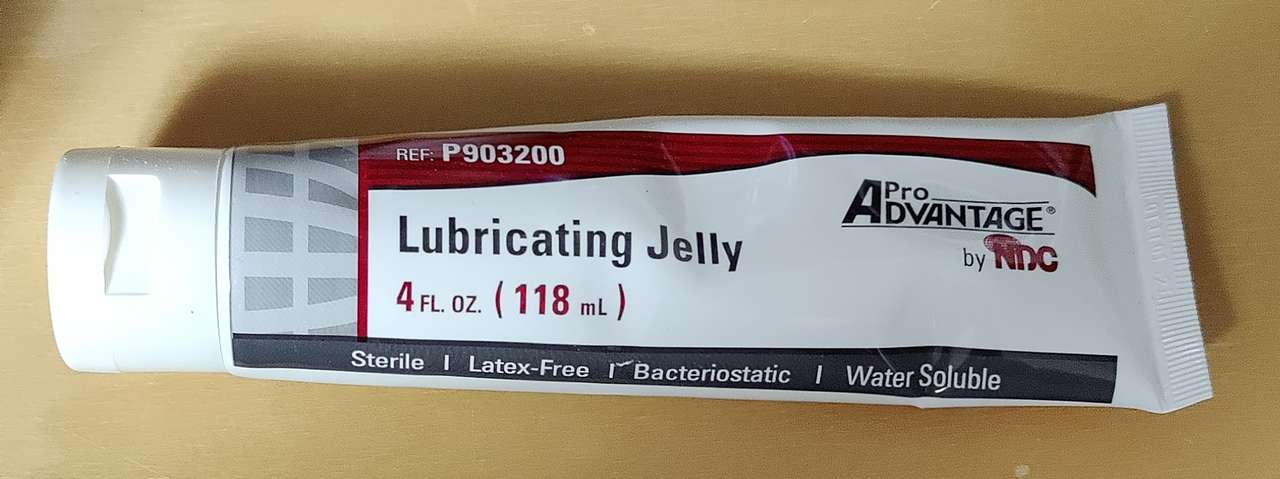 REF: P903200
Pro
ADVANTAGE®
by NDC
Lubricating Jelly
4 FL. OZ. ( 118 mL )
Sterile | Latex-Free | Bacteriostatic | Water Soluble